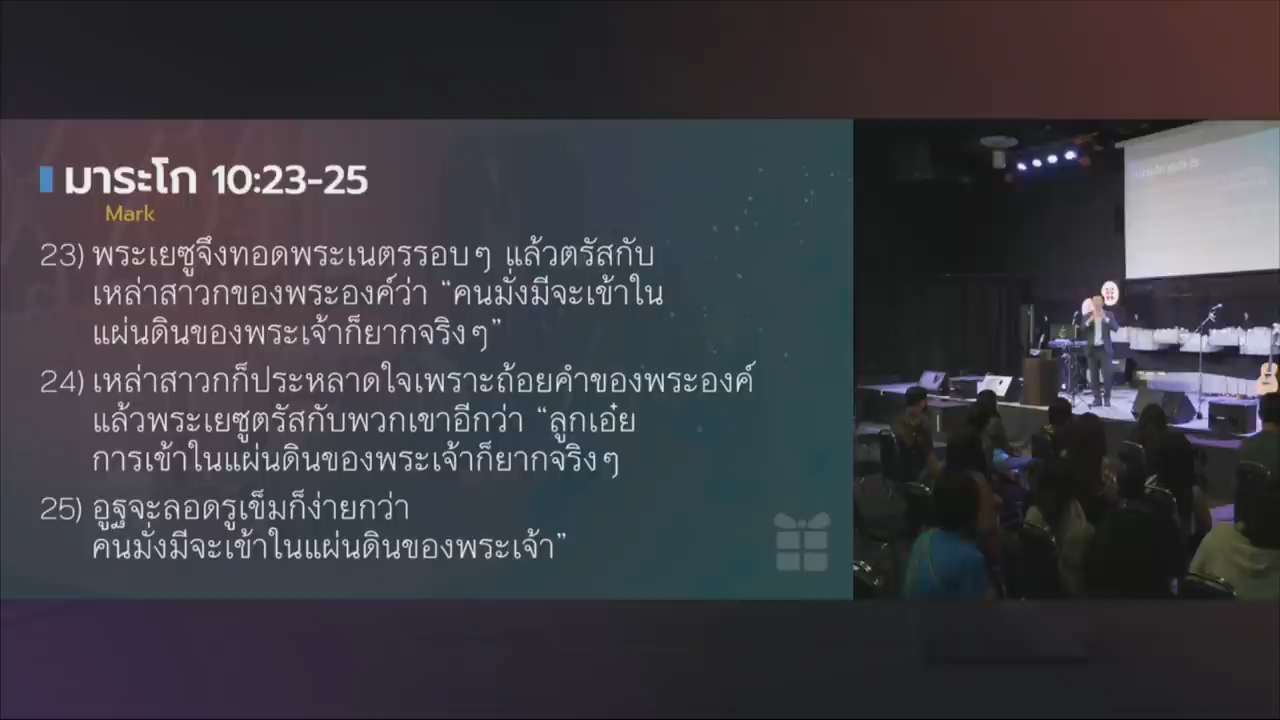 มาระโก 10:23-25
Mark
23) พระเยซูจึงทอดพระเนตรรอบๆ แล้วตรัสกับ
เหล่าสาวกของพระองค์ว่า “คนมั่งมีจะเข้าใน
แผ่นดินของพระเจ้าก็ยากจริงๆ”
24) เหล่าสาวกก็ประหลาดใจเพราะถ้อยคำของพระองค์
แล้วพระเยซูตรัสกับพวกเขาอีกว่า “ลูกเอ๋ย
การเข้าในแผ่นดินของพระเจ้าก็ยากจริงๆ
25) อูฐจะลอดรูเข็มก็ง่ายกว่า
คนมั่งมีจะเข้าในแผ่นดินของพระเจ้า”